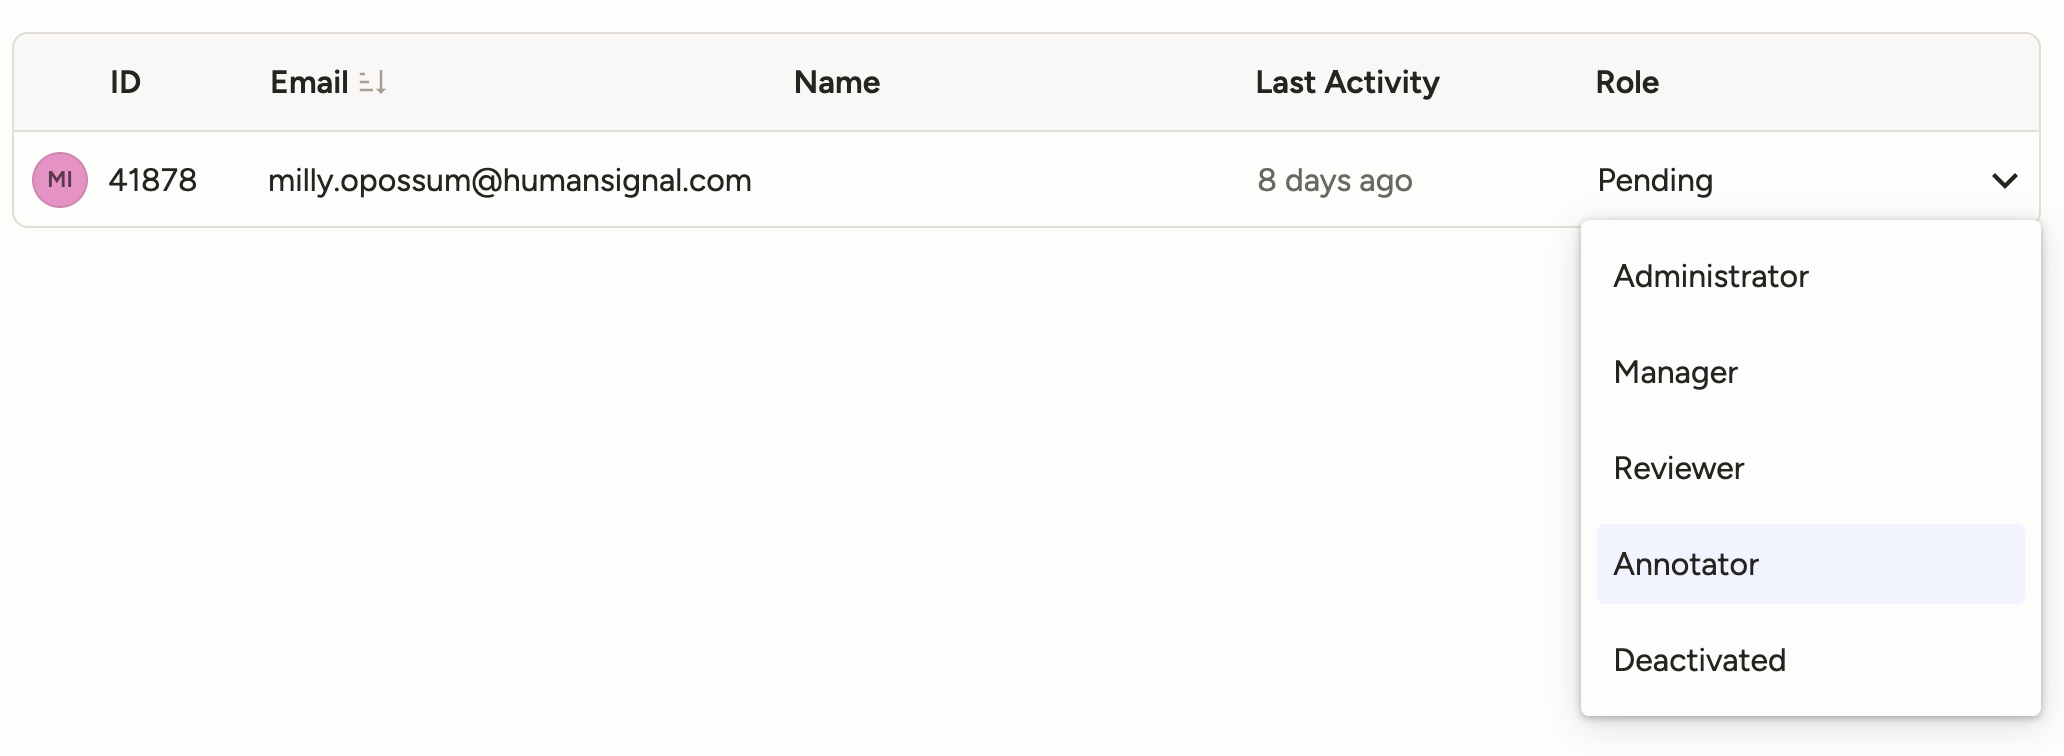 ID Email Name Last Activity Role
MI 41878 milly.opossum@humansignal.com 8 days ago Pending
Administrator
Manager
Reviewer
Annotator
Deactivated